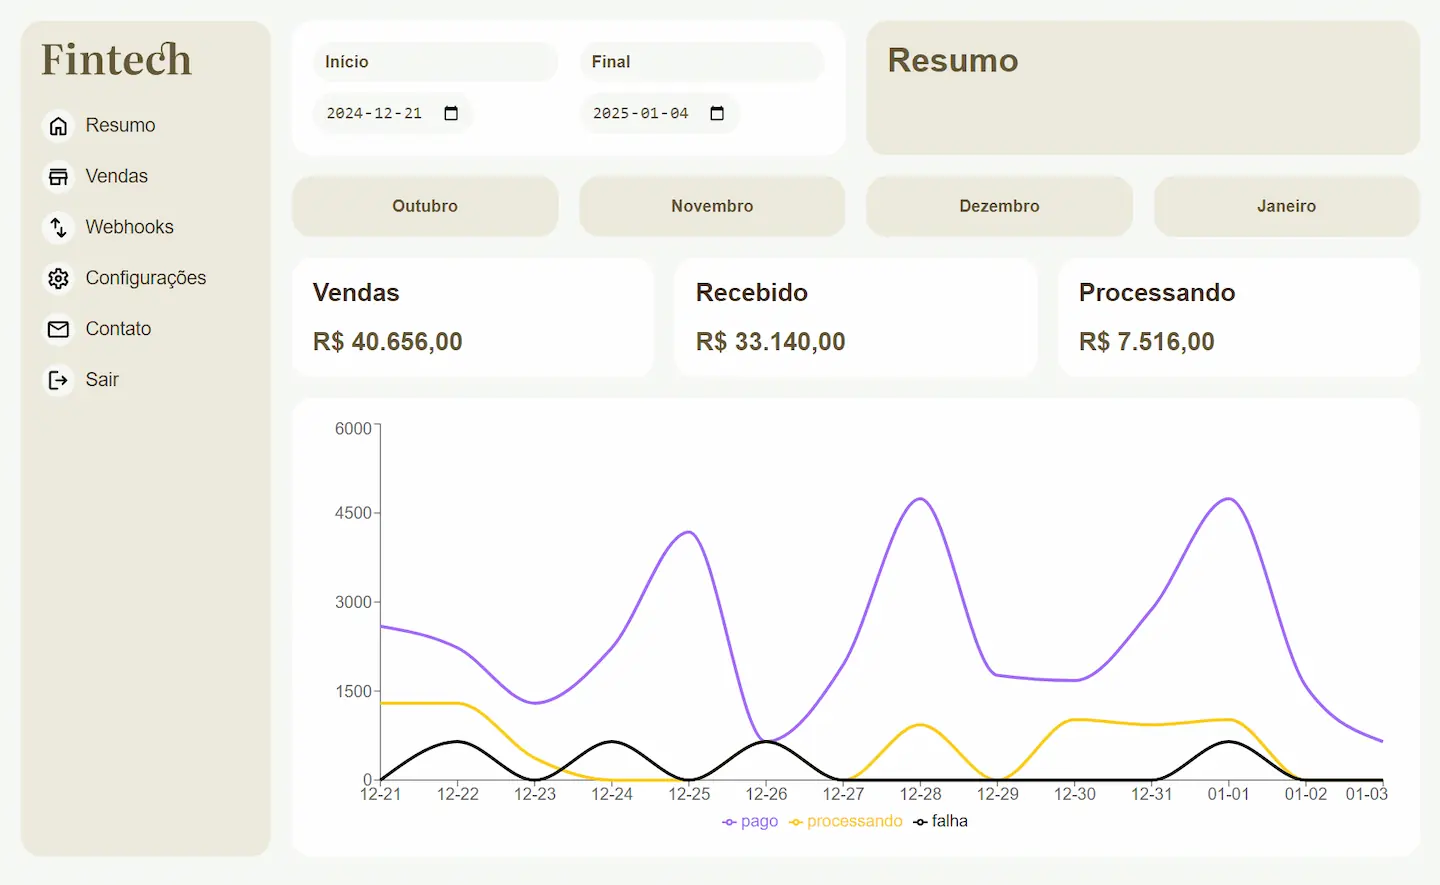 Fintech
Resumo
Vendas
Webhooks
Configurações
Contato
Sair
Início
2024-12-21
Final
2025-01-04
Resumo
Outubro
Novembro
Dezembro
Janeiro
Vendas
R$ 40.656,00
Recebido
R$ 33.140,00
Processando
R$ 7.516,00
6000
4500
3000
1500
0
12-21 12-22 12-23 12-24 12-25 12-26 12-27 12-28 12-29 12-30 12-31 01-01 01-02 01-03
pago processando falha